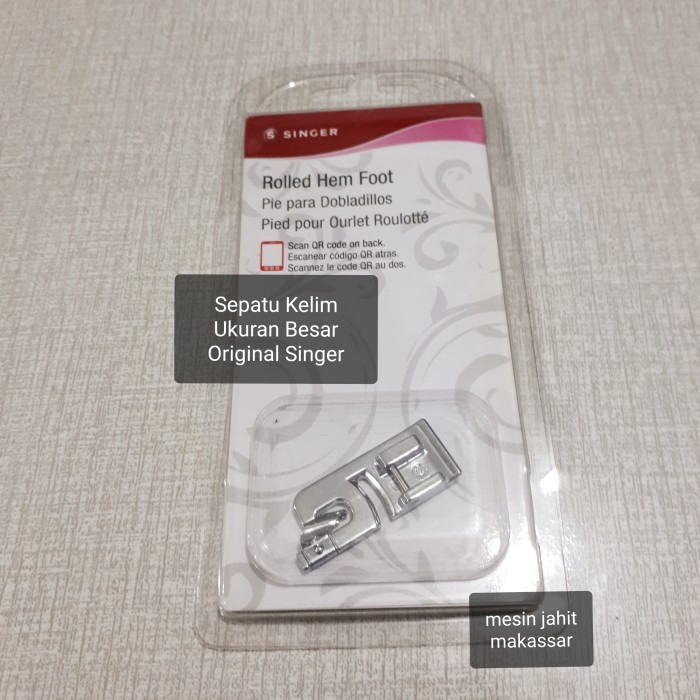 SINGER
Rolled Hem Foot
Pie para Dobladillos
Pied pour Ourlet Roulotté
Scan QR code on back.
Escanear código QR atras.
Scannez le code QR au dos.
Sepatu Kelim
Ukuran Besar
Original Singer
mesin jahit
makassar